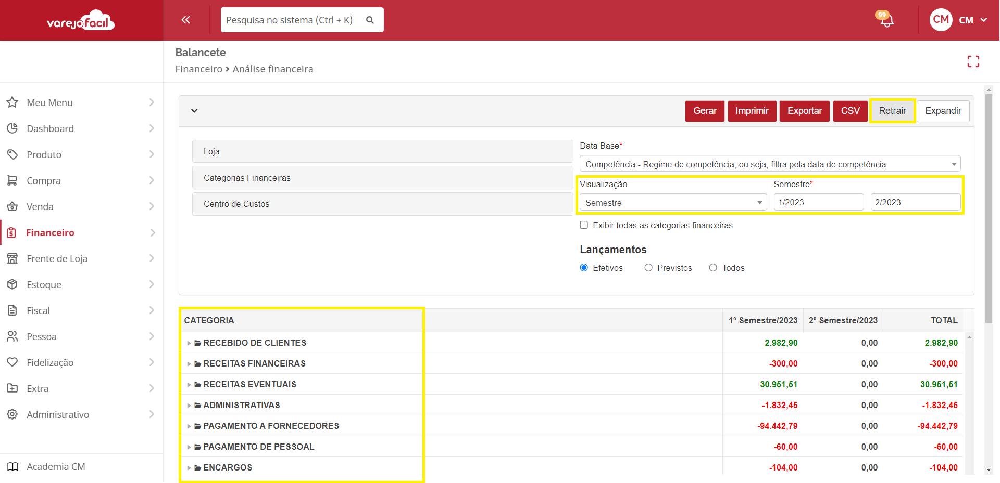 varejofacil
Pesquisa no sistema (Ctrl + K)
99
CM
CM
Balancete
Financeiro > Análise financeira
Meu Menu
Dashboard
Produto
Compra
Venda
Financeiro
Frente de Loja
Estoque
Fiscal
Pessoa
Fidelização
Extra
Administrativo
Academia CM
Gerar Imprimir Exportar CSV Retrair Expandir
Loja
Categorias Financeiras
Centro de Custos
Data Base*
Competência - Regime de competência, ou seja, filtra pela data de competência
Visualização Semestre*
Semestre 1/2023 2/2023
Exibir todas as categorias financeiras
Lançamentos
Efetivos Previstos Todos
CATEGORIA 1º Semestre/2023 2º Semestre/2023 TOTAL
RECEBIDO DE CLIENTES 2.982,90 0,00 2.982,90
RECEITAS FINANCEIRAS -300,00 0,00 -300,00
RECEITAS EVENTUAIS 30.951,51 0,00 30.951,51
ADMINISTRATIVAS -1.832,45 0,00 -1.832,45
PAGAMENTO A FORNECEDORES -94.442,79 0,00 -94.442,79
PAGAMENTO DE PESSOAL -60,00 0,00 -60,00
ENCARGOS -104,00 0,00 -104,00